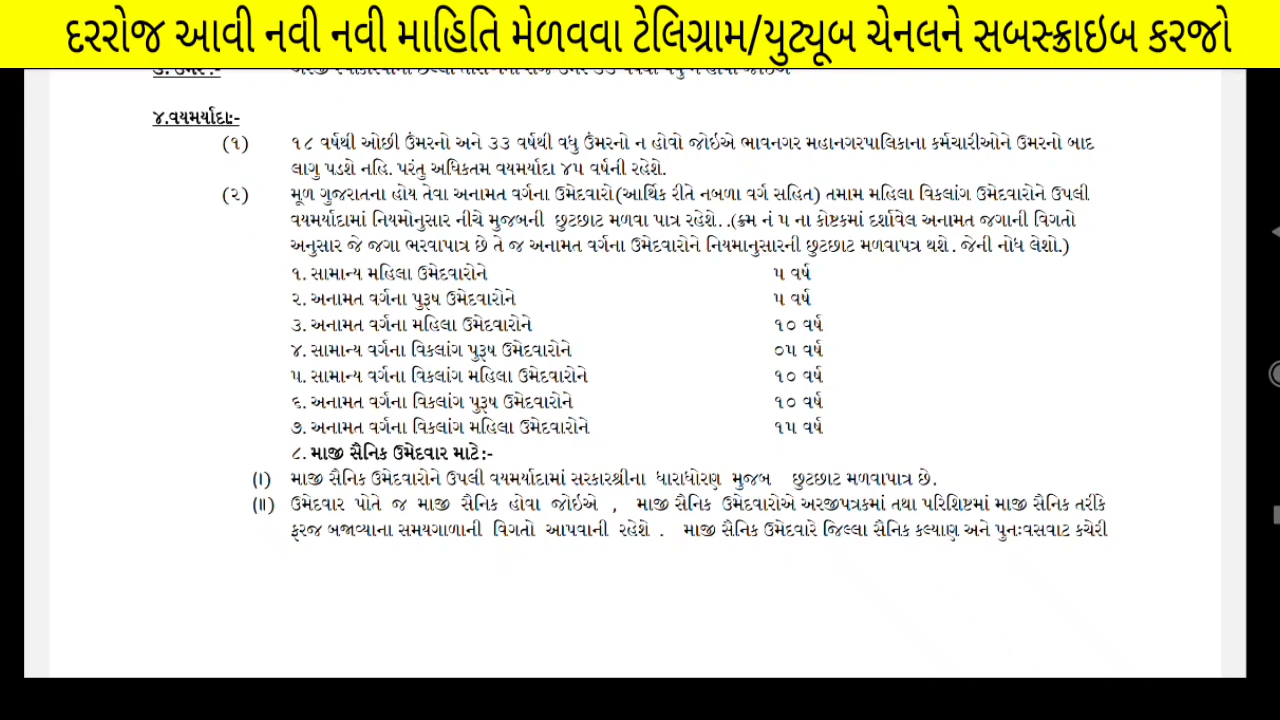 દરરોજ આવી નવી નવી માહિતિ મેળવવા ટેલિગ્રામ/યુટ્યૂબ ચેનલને સબસ્ક્રાઇબ કરજો
૪.વયમર્યાદાઃ-
(૧) ૧૮ વર્ષથી ઓછી ઉંમરનો અને ૩૩ વર્ષથી વધુ ઉંમરનો ન હોવો જોઇએ ભાવનગર મહાનગરપાલિકાના કર્મચારીઓને ઉમરનો બાદ
લાગુ પડશે નહિ. પરંતુ અધિકતમ વયમર્યાદા ૪૫ વર્ષની રહેશે.
(૨) મૂળ ગુજરાતના હોય તેવા અનામત વર્ગના ઉમેદવારો(આર્થિક રીતે નબળા વર્ગ સહિત) તમામ મહિલા વિકલાંગ ઉમેદવારોને ઉપલી
વયમર્યાદામાં નિયમોનુસાર નીચે મુજબની છુટછાટ મળવા પાત્ર રહેશે. .(ક્રમ નં ૫ ના કોષ્ટકમાં દર્શાવેલ અનામત જગાની વિગતો
અનુસાર જે જગા ભરવાપાત્ર છે તે જ અનામત વર્ગના ઉમેદવારોને નિયમાનુસારની છુટછાટ મળવાપત્ર થશે. જેની નોધ લેશો.)
૧. સામાન્ય મહિલા ઉમેદવારોને ૫ વર્ષ
૨. અનામત વર્ગના પુરૂષ ઉમેદવારોને ૫ વર્ષ
૩. અનામત વર્ગના મહિલા ઉમેદવારોને ૧૦ વર્ષ
૪. સામાન્ય વર્ગના વિકલાંગ પુરૂષ ઉમેદવારોને ૦૫ વર્ષ
૫. સામાન્ય વર્ગના વિકલાંગ મહિલા ઉમેદવારોને ૧૦ વર્ષ
૬. અનામત વર્ગના વિકલાંગ પુરૂષ ઉમેદવારોને ૧૦ વર્ષ
૭. અનામત વર્ગના વિકલાંગ મહિલા ઉમેદવારોને ૧૫ વર્ષ
૮. માજી સૈનિક ઉમેદવાર માટે:-
(I) માજી સૈનિક ઉમેદવારોને ઉપલી વયમર્યાદામાં સરકારશ્રીના ધારાધોરણ મુજબ છુટછાટ મળવાપાત્ર છે.
(II) ઉમેદવાર પોતે જ માજી સૈનિક હોવા જોઇએ , માજી સૈનિક ઉમેદવારોએ અરજીપત્રકમાં તથા પરિશિષ્ટમાં માજી સૈનિક તરીકે
ફરજ બજાવ્યાના સમયગાળાની વિગતો આપવાની રહેશે . માજી સૈનિક ઉમેદવારે જિલ્લા સૈનિક કલ્યાણ અને પુનઃવસવાટ કચેરી